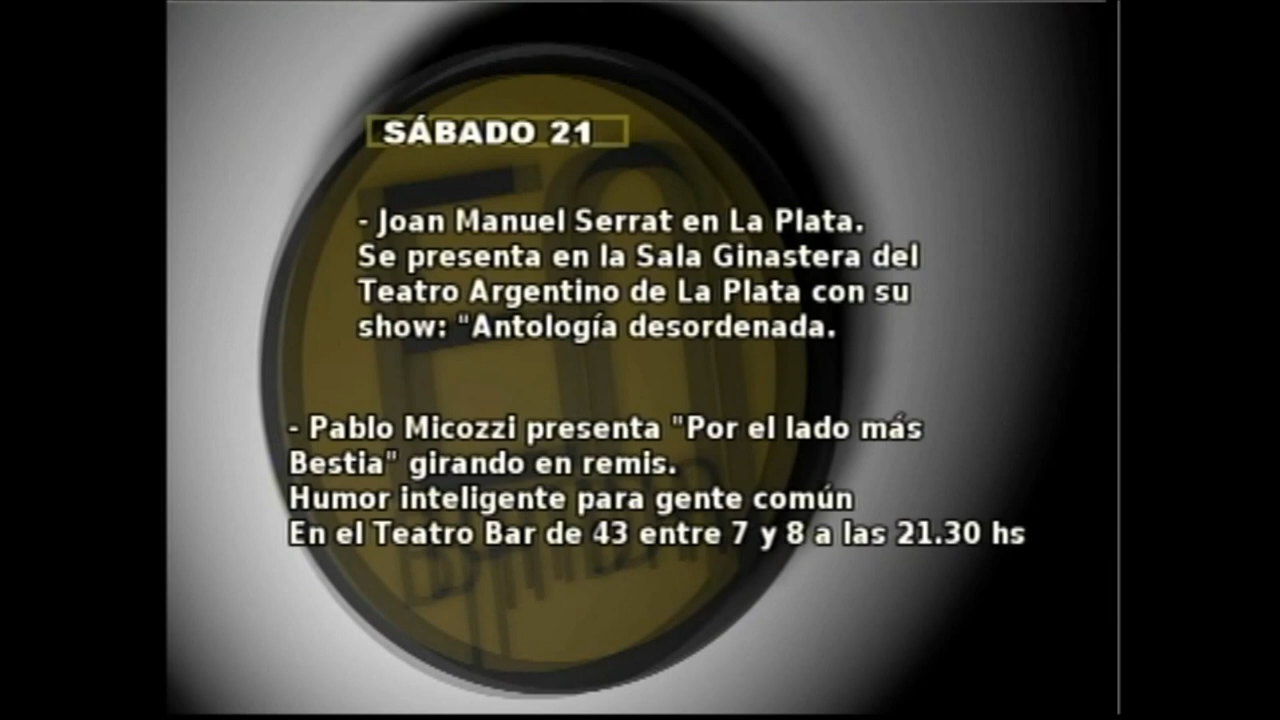 SÁBADO 21
- Joan Manuel Serrat en La Plata.
Se presenta en la Sala Ginastera del
Teatro Argentino de La Plata con su
show: "Antología desordenada.
- Pablo Micozzi presenta "Por el lado más
Bestia" girando en remis.
Humor inteligente para gente común
En el Teatro Bar de 43 entre 7 y 8 a las 21.30 hs